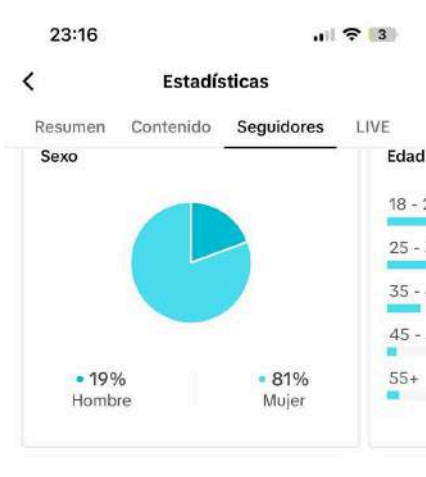 23:16
3
Estadísticas
Resumen Contenido Seguidores LIVE
Sexo
19% 81%
Hombre Mujer
Edad
18 -
25 -
35 -
45 -
55+